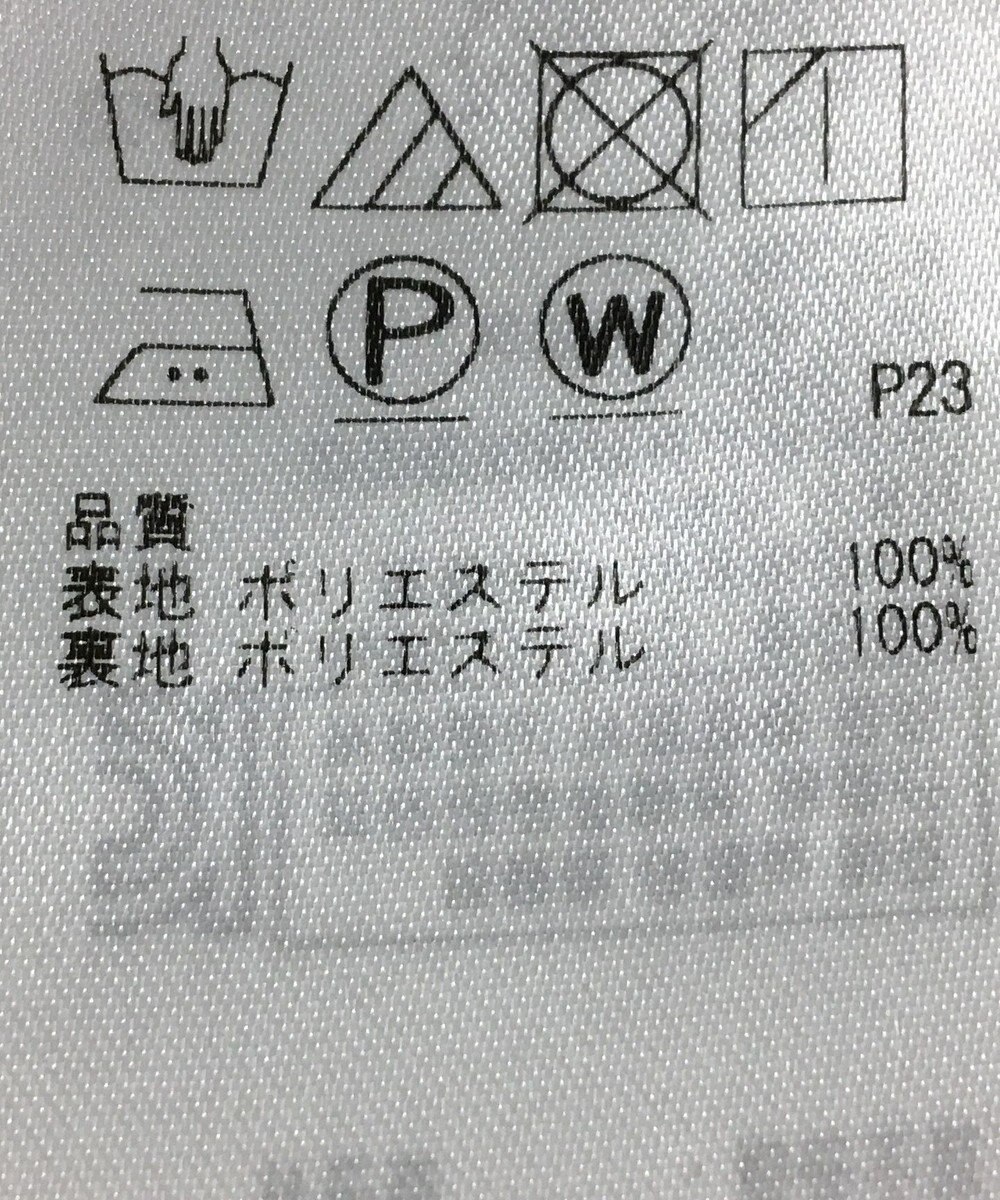 P W P23
品質
表地 ポリエステル 100%
裏地 ポリエステル 100%